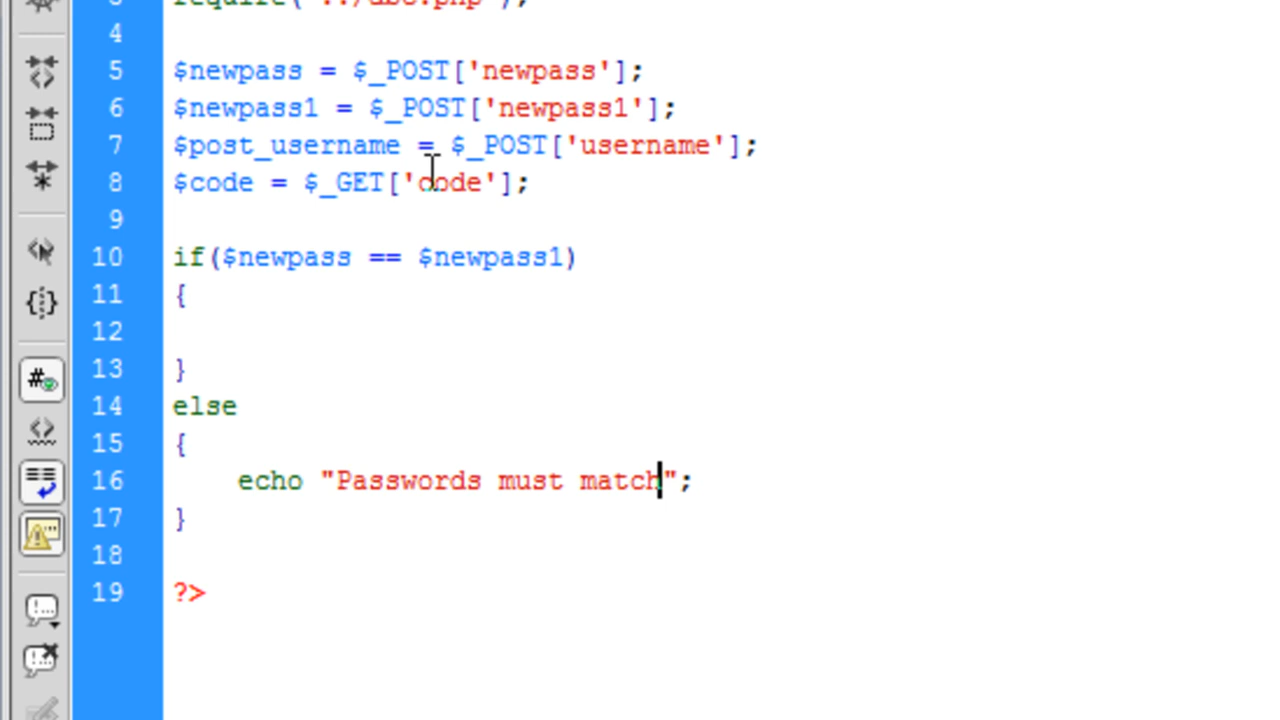 4
5 $newpass = $_POST['newpass'];
6 $newpass1 = $_POST['newpass1'];
7 $post_username = $_POST['username'];
8 $code = $_GET['code'];
9
10 if($newpass == $newpass1)
11 {
12
13 }
14 else
15 {
16 echo "Passwords must match";
17 }
18
19 ?>